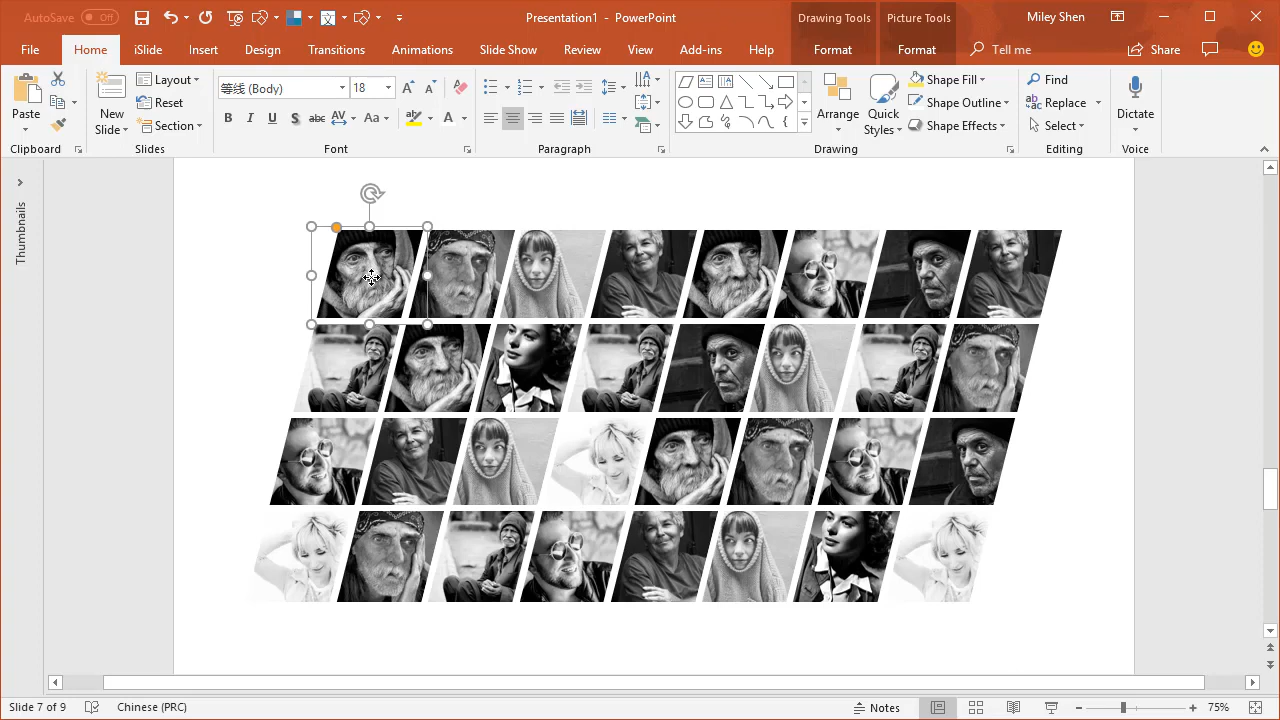 AutoSave Off Presentation1 - PowerPoint Drawing Tools Picture Tools Miley Shen
File Home iSlide Insert Design Transitions Animations Slide Show Review View Add-ins Help Format Format Tell me Share
Paste
New Slide
Layout
Reset
Section
等线 (Body) 18
B I U S abc AV Aa
A A
Arrange
Quick Styles
Shape Fill
Shape Outline
Shape Effects
Find
Replace
Select
Dictate
Clipboard Slides Font Paragraph Drawing Editing Voice
Thumbnails
Slide 7 of 9 Chinese (PRC) Notes 75%